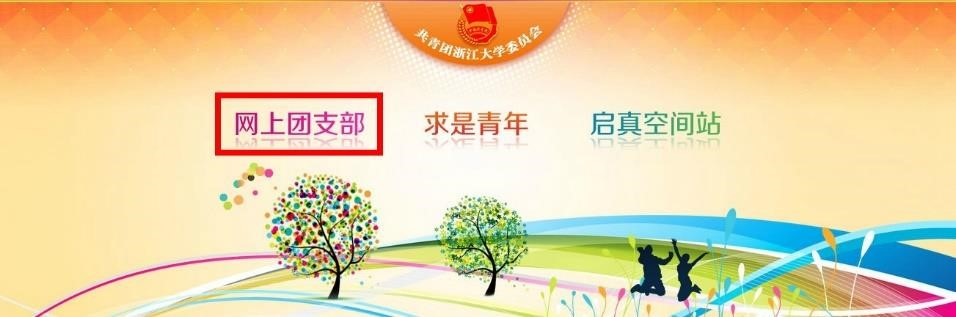 共青团浙江大学委员会
网上团支部
求是青年
启真空间站